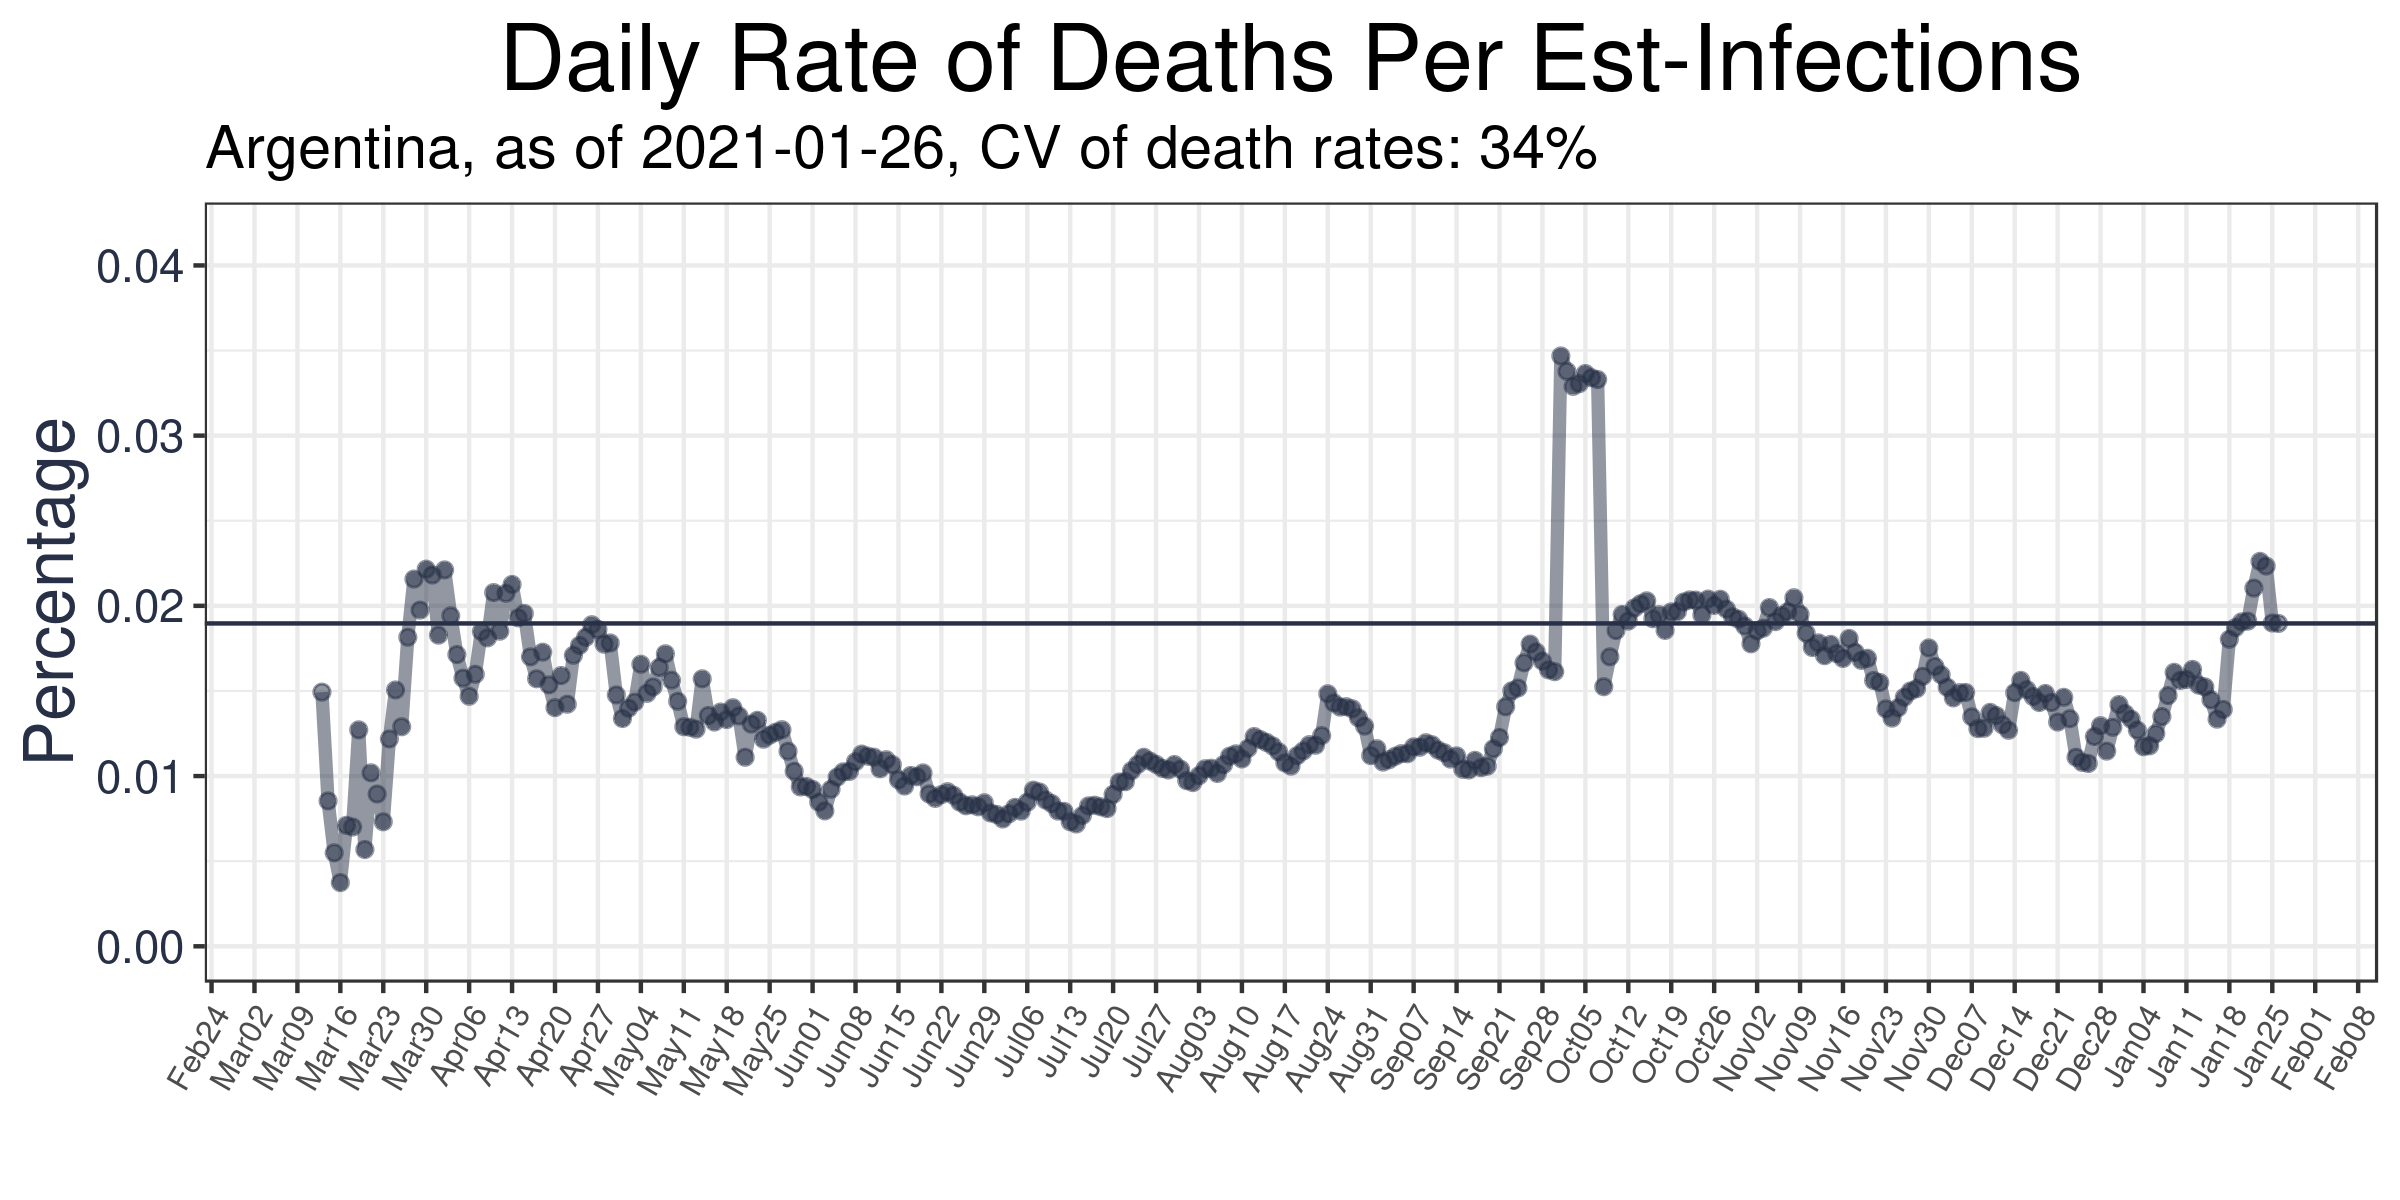 Daily Rate of Deaths Per Est-Infections
Argentina, as of 2021-01-26, CV of death rates: 34%
Percentage
0.04
0.03
0.02
0.01
0.00
Feb24
Mar02
Mar09
Mar16
Mar23
Mar30
Apr06
Apr13
Apr20
Apr27
May04
May11
May18
May25
Jun01
Jun08
Jun15
Jun22
Jun29
Jul06
Jul13
Jul20
Jul27
Aug03
Aug10
Aug17
Aug24
Aug31
Sep07
Sep14
Sep21
Sep28
Oct05
Oct12
Oct19
Oct26
Nov02
Nov09
Nov16
Nov23
Nov30
Dec07
Dec14
Dec21
Dec28
Jan04
Jan11
Jan18
Jan25
Feb01
Feb08